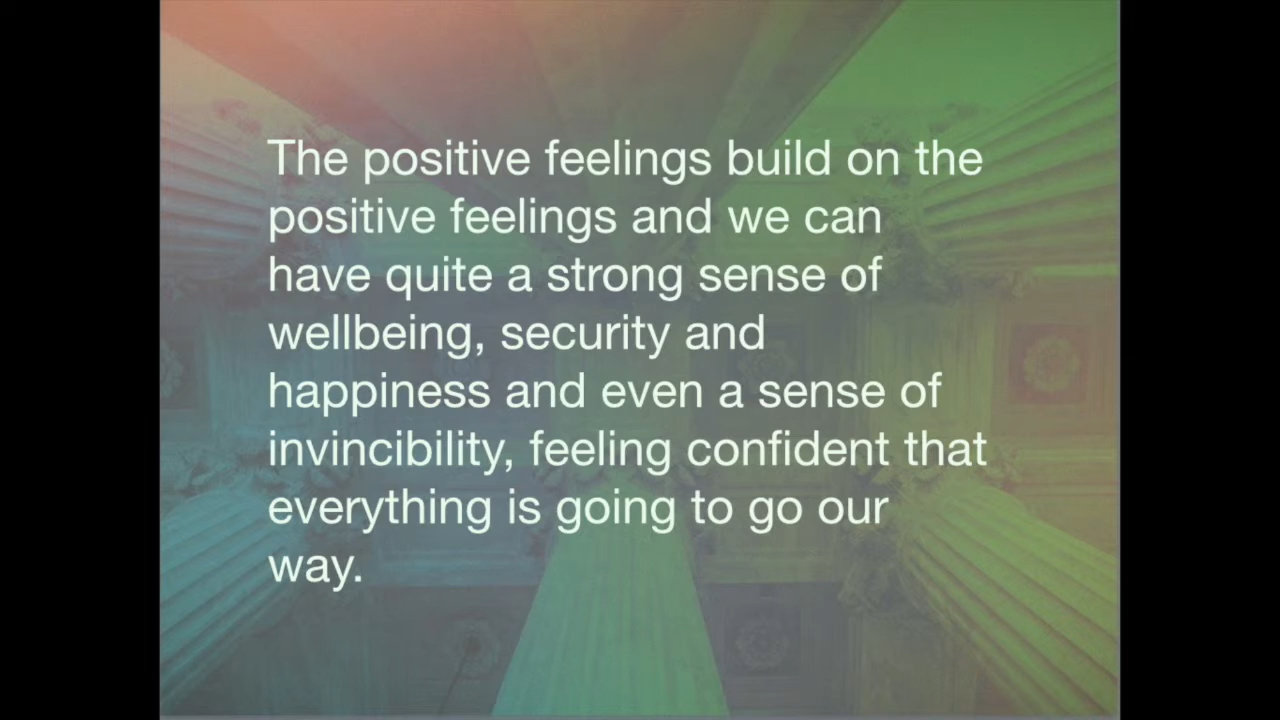 The positive feelings build on the
positive feelings and we can
have quite a strong sense of
wellbeing, security and
happiness and even a sense of
invincibility, feeling confident that
everything is going to go our
way.